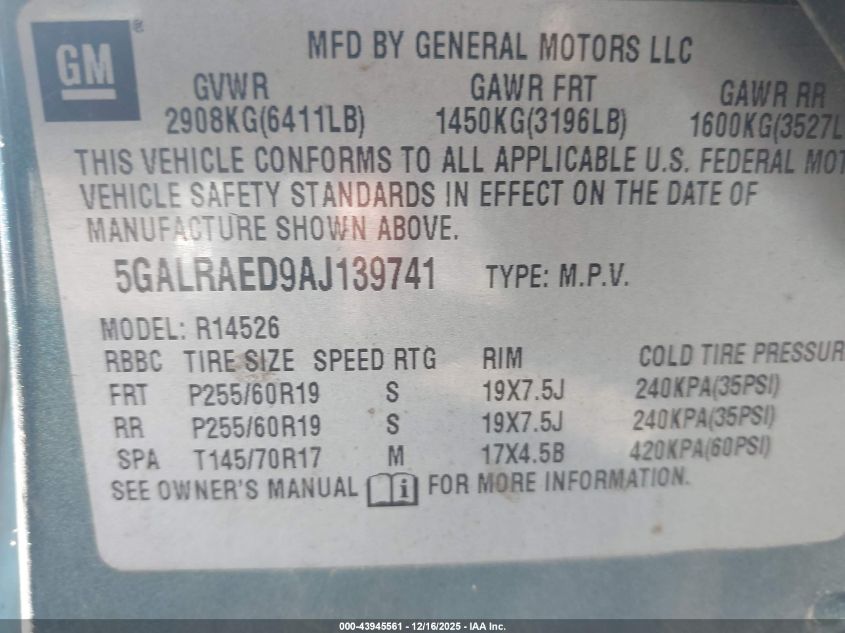 GM ®
MFD BY GENERAL MOTORS LLC
GVWR GAWR FRT GAWR RR
2908KG(6411LB) 1450KG(3196LB) 1600KG(3527L
THIS VEHICLE CONFORMS TO ALL APPLICABLE U.S. FEDERAL MOT
VEHICLE SAFETY STANDARDS IN EFFECT ON THE DATE OF
MANUFACTURE SHOWN ABOVE.
5GALRAED9AJ139741 TYPE: M.P.V.
MODEL: R14526
RBBC TIRE SIZE SPEED RTG RIM COLD TIRE PRESSUR
FRT P255/60R19 S 19X7.5J 240KPA(35PSI)
RR P255/60R19 S 19X7.5J 240KPA(35PSI)
SPA T145/70R17 M 17X4.5B 420KPA(60PSI)
SEE OWNER'S MANUAL i FOR MORE INFORMATION.
000-43945561 - 12/16/2025 - IAA Inc.